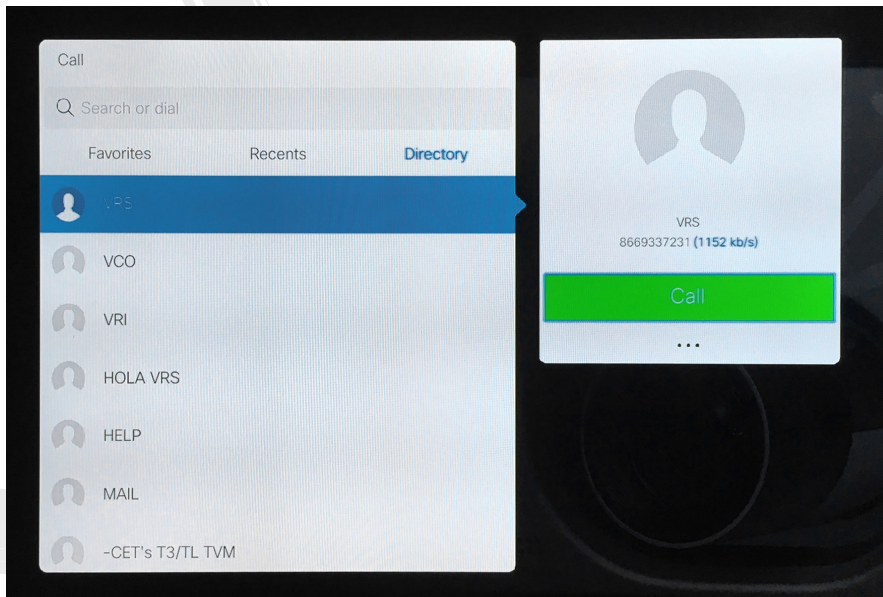 Call
Search or dial
Favorites Recents Directory
VRS
VCO
VRI
HOLA VRS
HELP
MAIL
-CET's T3/TL TVM
VRS
8669337231 (1152 kb/s)
Call
...